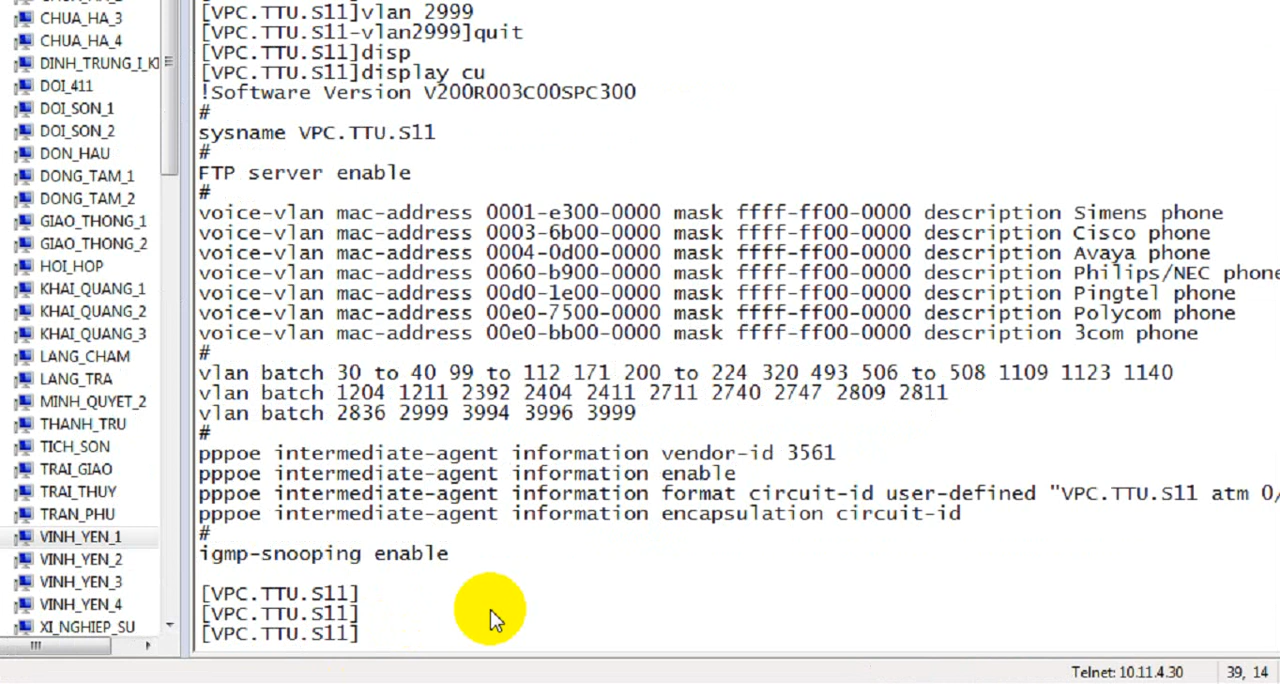 CHUA_HA_3
CHUA_HA_4
DINH_TRUNG_I_KI
DOI_411
DOI_SON_1
DOI_SON_2
DON_HAU
DONG_TAM_1
DONG_TAM_2
GIAO_THONG_1
GIAO_THONG_2
HOI_HOP
KHAI_QUANG_1
KHAI_QUANG_2
KHAI_QUANG_3
LANG_CHAM
LANG_TRA
MINH_QUYET_2
THANH_TRU
TICH_SON
TRAI_GIAO
TRAI_THUY
TRAN_PHU
VINH_YEN_1
VINH_YEN_2
VINH_YEN_3
VINH_YEN_4
XI_NGHIEP_SU
[VPC.TTU.S11]vlan 2999
[VPC.TTU.S11-vlan2999]quit
[VPC.TTU.S11]disp
[VPC.TTU.S11]display cu
!Software Version V200R003C00SPC300
#
sysname VPC.TTU.S11
#
FTP server enable
#
voice-vlan mac-address 0001-e300-0000 mask ffff-ff00-0000 description Simens phone
voice-vlan mac-address 0003-6b00-0000 mask ffff-ff00-0000 description Cisco phone
voice-vlan mac-address 0004-0d00-0000 mask ffff-ff00-0000 description Avaya phone
voice-vlan mac-address 0060-b900-0000 mask ffff-ff00-0000 description Philips/NEC phone
voice-vlan mac-address 00d0-1e00-0000 mask ffff-ff00-0000 description Pingtel phone
voice-vlan mac-address 00e0-7500-0000 mask ffff-ff00-0000 description Polycom phone
voice-vlan mac-address 00e0-bb00-0000 mask ffff-ff00-0000 description 3com phone
#
vlan batch 30 to 40 99 to 112 171 200 to 224 320 493 506 to 508 1109 1123 1140
vlan batch 1204 1211 2392 2404 2411 2711 2740 2747 2809 2811
vlan batch 2836 2999 3994 3996 3999
#
pppoe intermediate-agent information vendor-id 3561
pppoe intermediate-agent information enable
pppoe intermediate-agent information format circuit-id user-defined "VPC.TTU.S11 atm 0/
pppoe intermediate-agent information encapsulation circuit-id
#
igmp-snooping enable
[VPC.TTU.S11]
[VPC.TTU.S11]
[VPC.TTU.S11]
Telnet: 10.11.4.30
39, 14